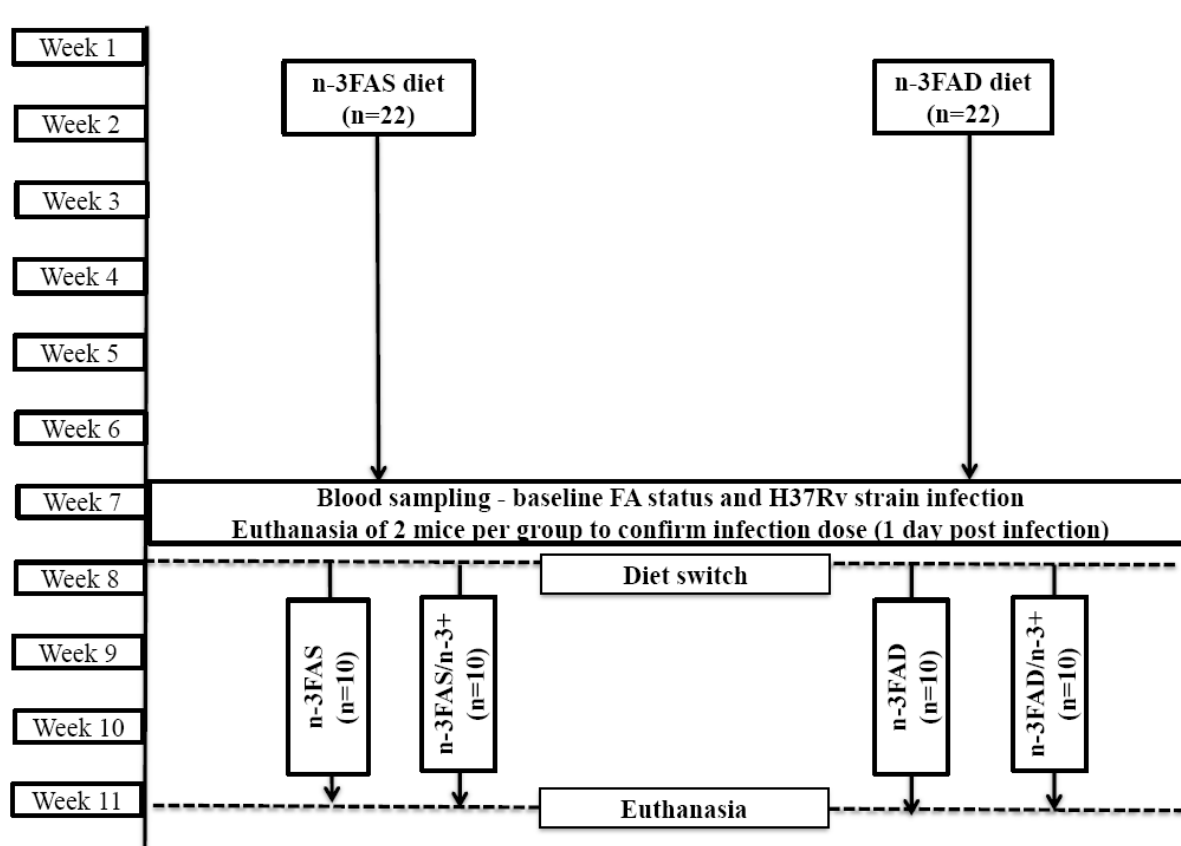 Week 1
n-3FAS diet
(n=22)
n-3FAD diet
(n=22)
Week 2
Week 3
Week 4
Week 5
Week 6
Week 7
Blood sampling - baseline FA status and H37Rv strain infection
Euthanasia of 2 mice per group to confirm infection dose (1 day post infection)
Week 8
Diet switch
n-3FAS
(n=10)
n-3FAS/n-3+
(n=10)
n-3FAD
(n=10)
n-3FAD/n-3+
(n=10)
Week 9
Week 10
Week 11
Euthanasia